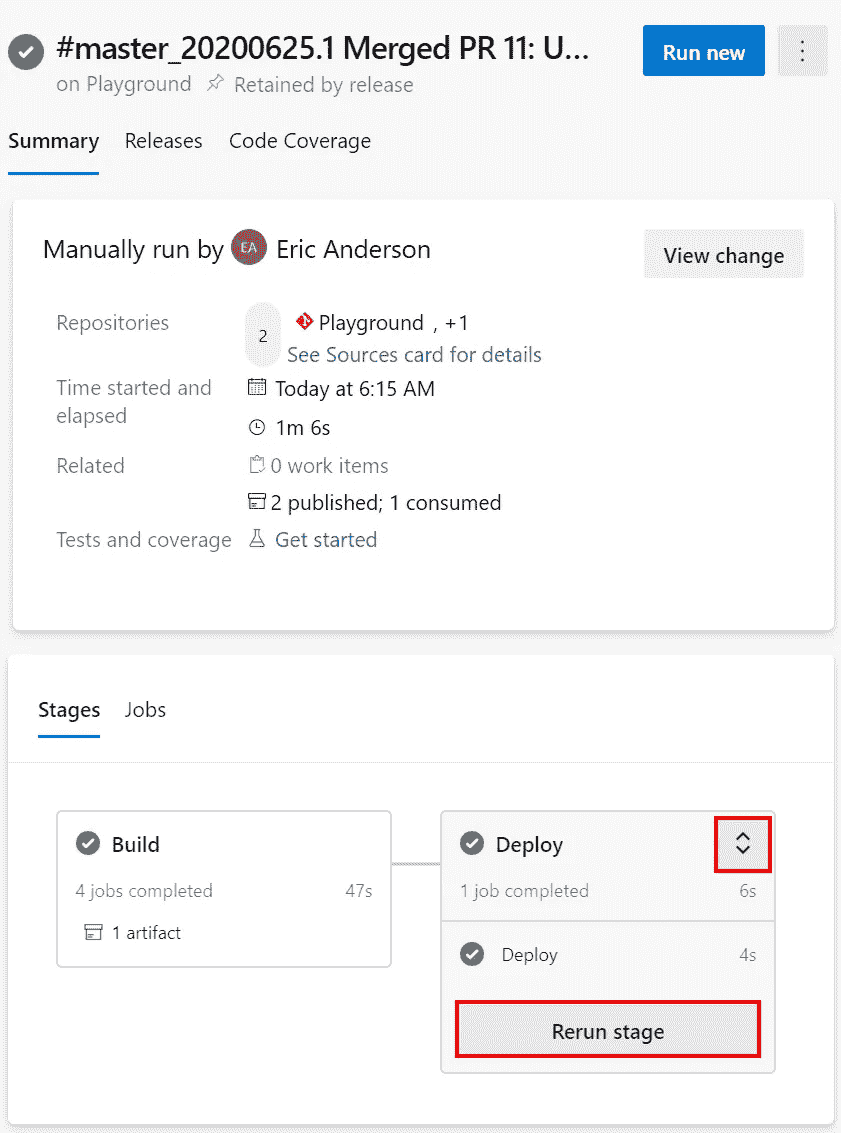 #master_20200625.1 Merged PR 11: U...
Run new
on Playground Retained by release
Summary Releases Code Coverage
Manually run by EA Eric Anderson
View change
Repositories 2 Playground , +1
See Sources card for details
Time started and elapsed Today at 6:15 AM
1m 6s
Related 0 work items
2 published; 1 consumed
Tests and coverage Get started
Stages Jobs
Build
4 jobs completed 47s
1 artifact
Deploy
1 job completed 6s
Deploy 4s
Rerun stage